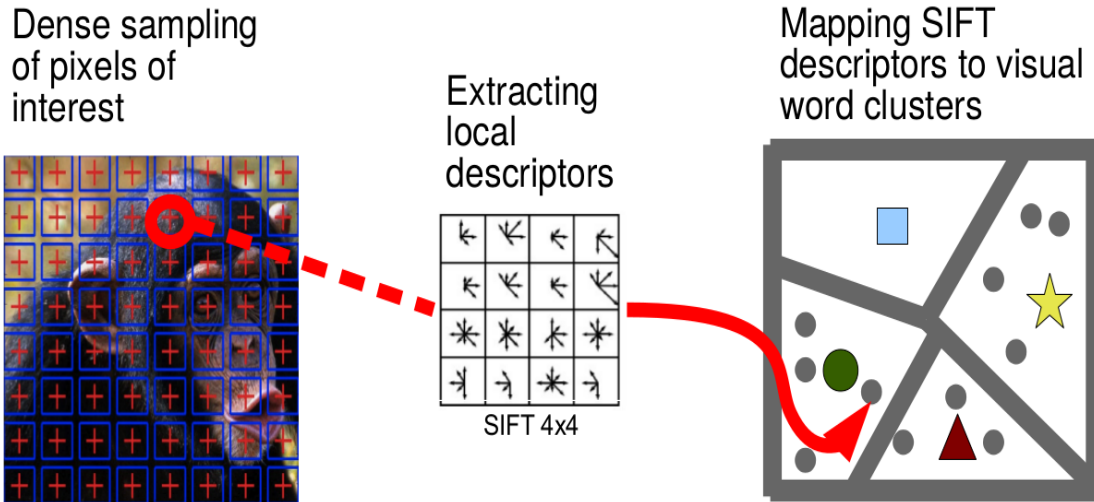 Dense sampling
of pixels of
interest
Extracting
local
descriptors
SIFT 4x4
Mapping SIFT
descriptors to visual
word clusters